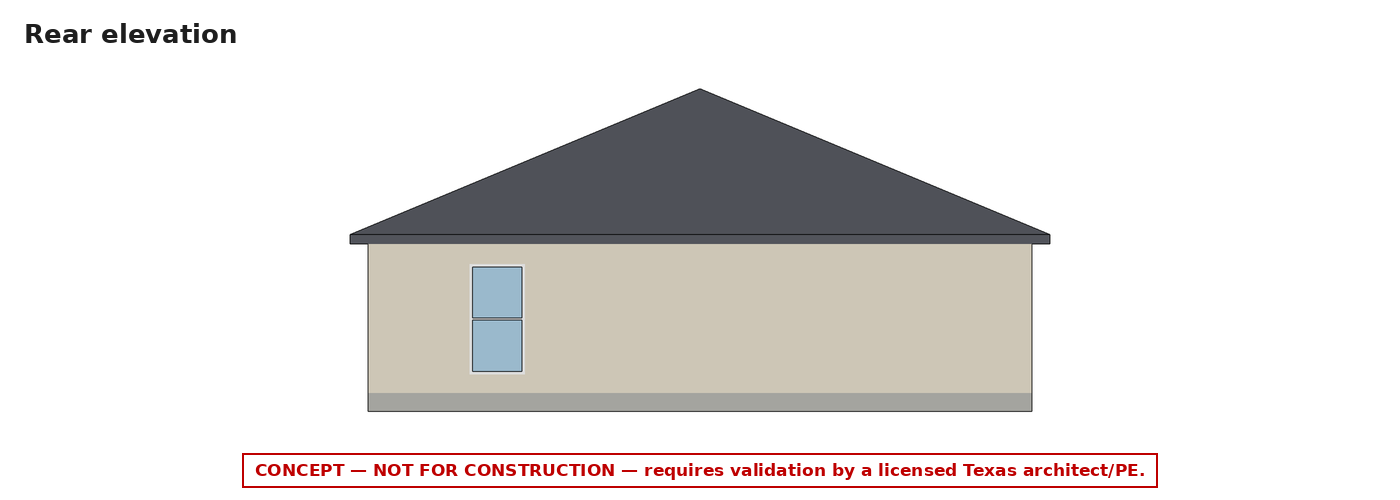 Rear elevation
CONCEPT — NOT FOR CONSTRUCTION — requires validation by a licensed Texas architect/PE.